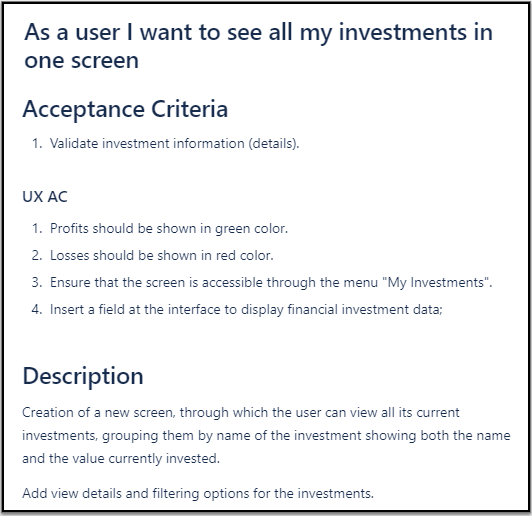 As a user I want to see all my investments in
one screen
Acceptance Criteria
1. Validate investment information (details).
UX AC
1. Profits should be shown in green color.
2. Losses should be shown in red color.
3. Ensure that the screen is accessible through the menu "My Investments".
4. Insert a field at the interface to display financial investment data;
Description
Creation of a new screen, through which the user can view all its current
investments, grouping them by name of the investment showing both the name
and the value currently invested.
Add view details and filtering options for the investments.